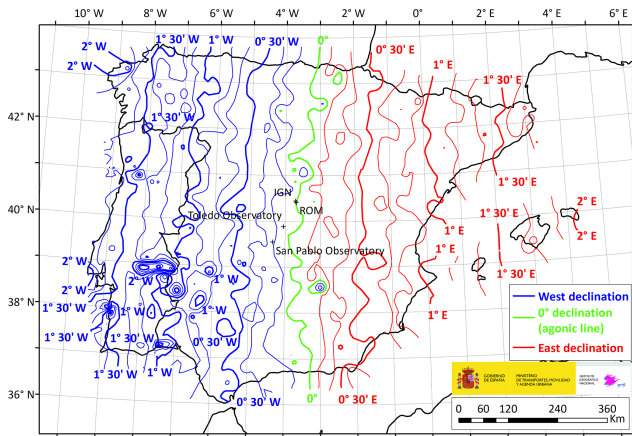 10° W 8° W 6° W 4° W 2° W 0° 2° E 4° E 6° E
2° W 1° 30' W 1° W 0° 30' W 0° 0° 30' E
2° W
1° E
1° 30' E
42° N
1° 30' W
1° 30' E
IGN
ROM
40° N
Toledo Observatory
1° E
1° 30' E
2° E
2° E
San Pablo Observatory
1° E
2° W
2° W
1° W
1° 30' E
2° W
38° N
1° 30' W
1° W
1° W
1° E
West declination
0° declination
(agonic line)
East declination
1° 30' W
0° 30' W
1° 30' W
1° W
36° N
0° 30' W
0°
0° 30' E
GOBIERNO
DE ESPAÑA
MINISTERIO
DE TRANSPORTES, MOVILIDAD
Y AGENDA URBANA
INSTITUTO
GEOGRÁFICO
NACIONAL
0 60 120 240 360
Km